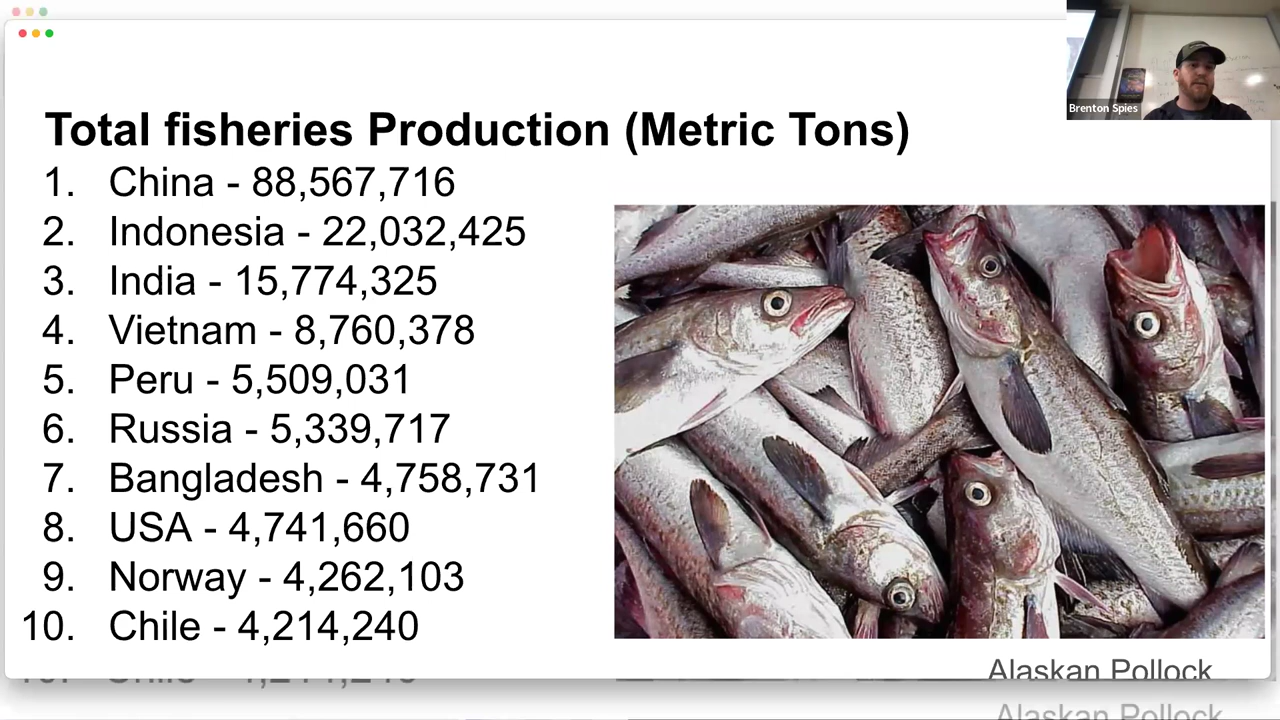 Brenton Spies
Total fisheries Production (Metric Tons)
1. China - 88,567,716
2. Indonesia - 22,032,425
3. India - 15,774,325
4. Vietnam - 8,760,378
5. Peru - 5,509,031
6. Russia - 5,339,717
7. Bangladesh - 4,758,731
8. USA - 4,741,660
9. Norway - 4,262,103
10. Chile - 4,214,240
Alaskan Pollock
Alaskan Pollock